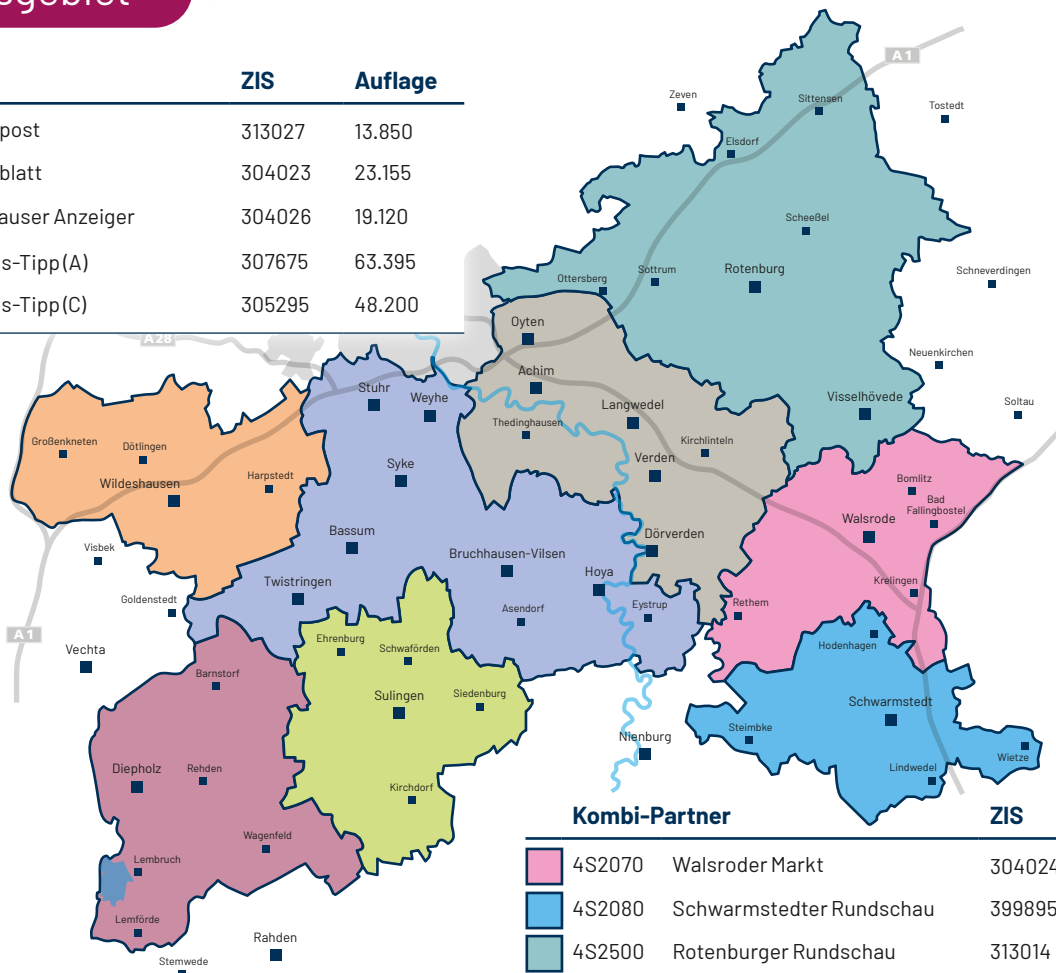 ZIS Auflage
post 313027 13.850
blatt 304023 23.155
auser Anzeiger 304026 19.120
s-Tipp (A) 307675 63.395
s-Tipp (C) 305295 48.200
A1
Zeven
Sittensen
Tostedt
Elsdorf
Scheeßel
Schneverdingen
Ottersberg
Sottrum
Rotenburg
Oyten
A28
Neuenkirchen
Achim
Stuhr
Weyhe
Langwedel
Visselhövede
Soltau
Thedinghausen
Kirchlinteln
Großenkneten
Dötlingen
Wildeshausen
Harpstedt
Syke
Verden
Bomlitz
Bad
Fallingbostel
Walsrode
Visbek
Bassum
Bruchhausen-Vilsen
Dörverden
Hoya
Twistringen
Goldenstedt
Asendorf
Eystrup
Rethem
Krelingen
A1
Vechta
Ehrenburg
Schwaförden
Hodenhagen
Barnstorf
Sulingen
Siedenburg
Schwarmstedt
Steimbke
Nienburg
Wietze
Lindwedel
Diepholz
Rehden
Kirchdorf
Wagenfeld
Lembruch
Lemförde
Rahden
Stemwede
Kombi-Partner ZIS
4S2070 Walsroder Markt 304024
4S2080 Schwarmstedter Rundschau 399895
4S2500 Rotenburger Rundschau 313014